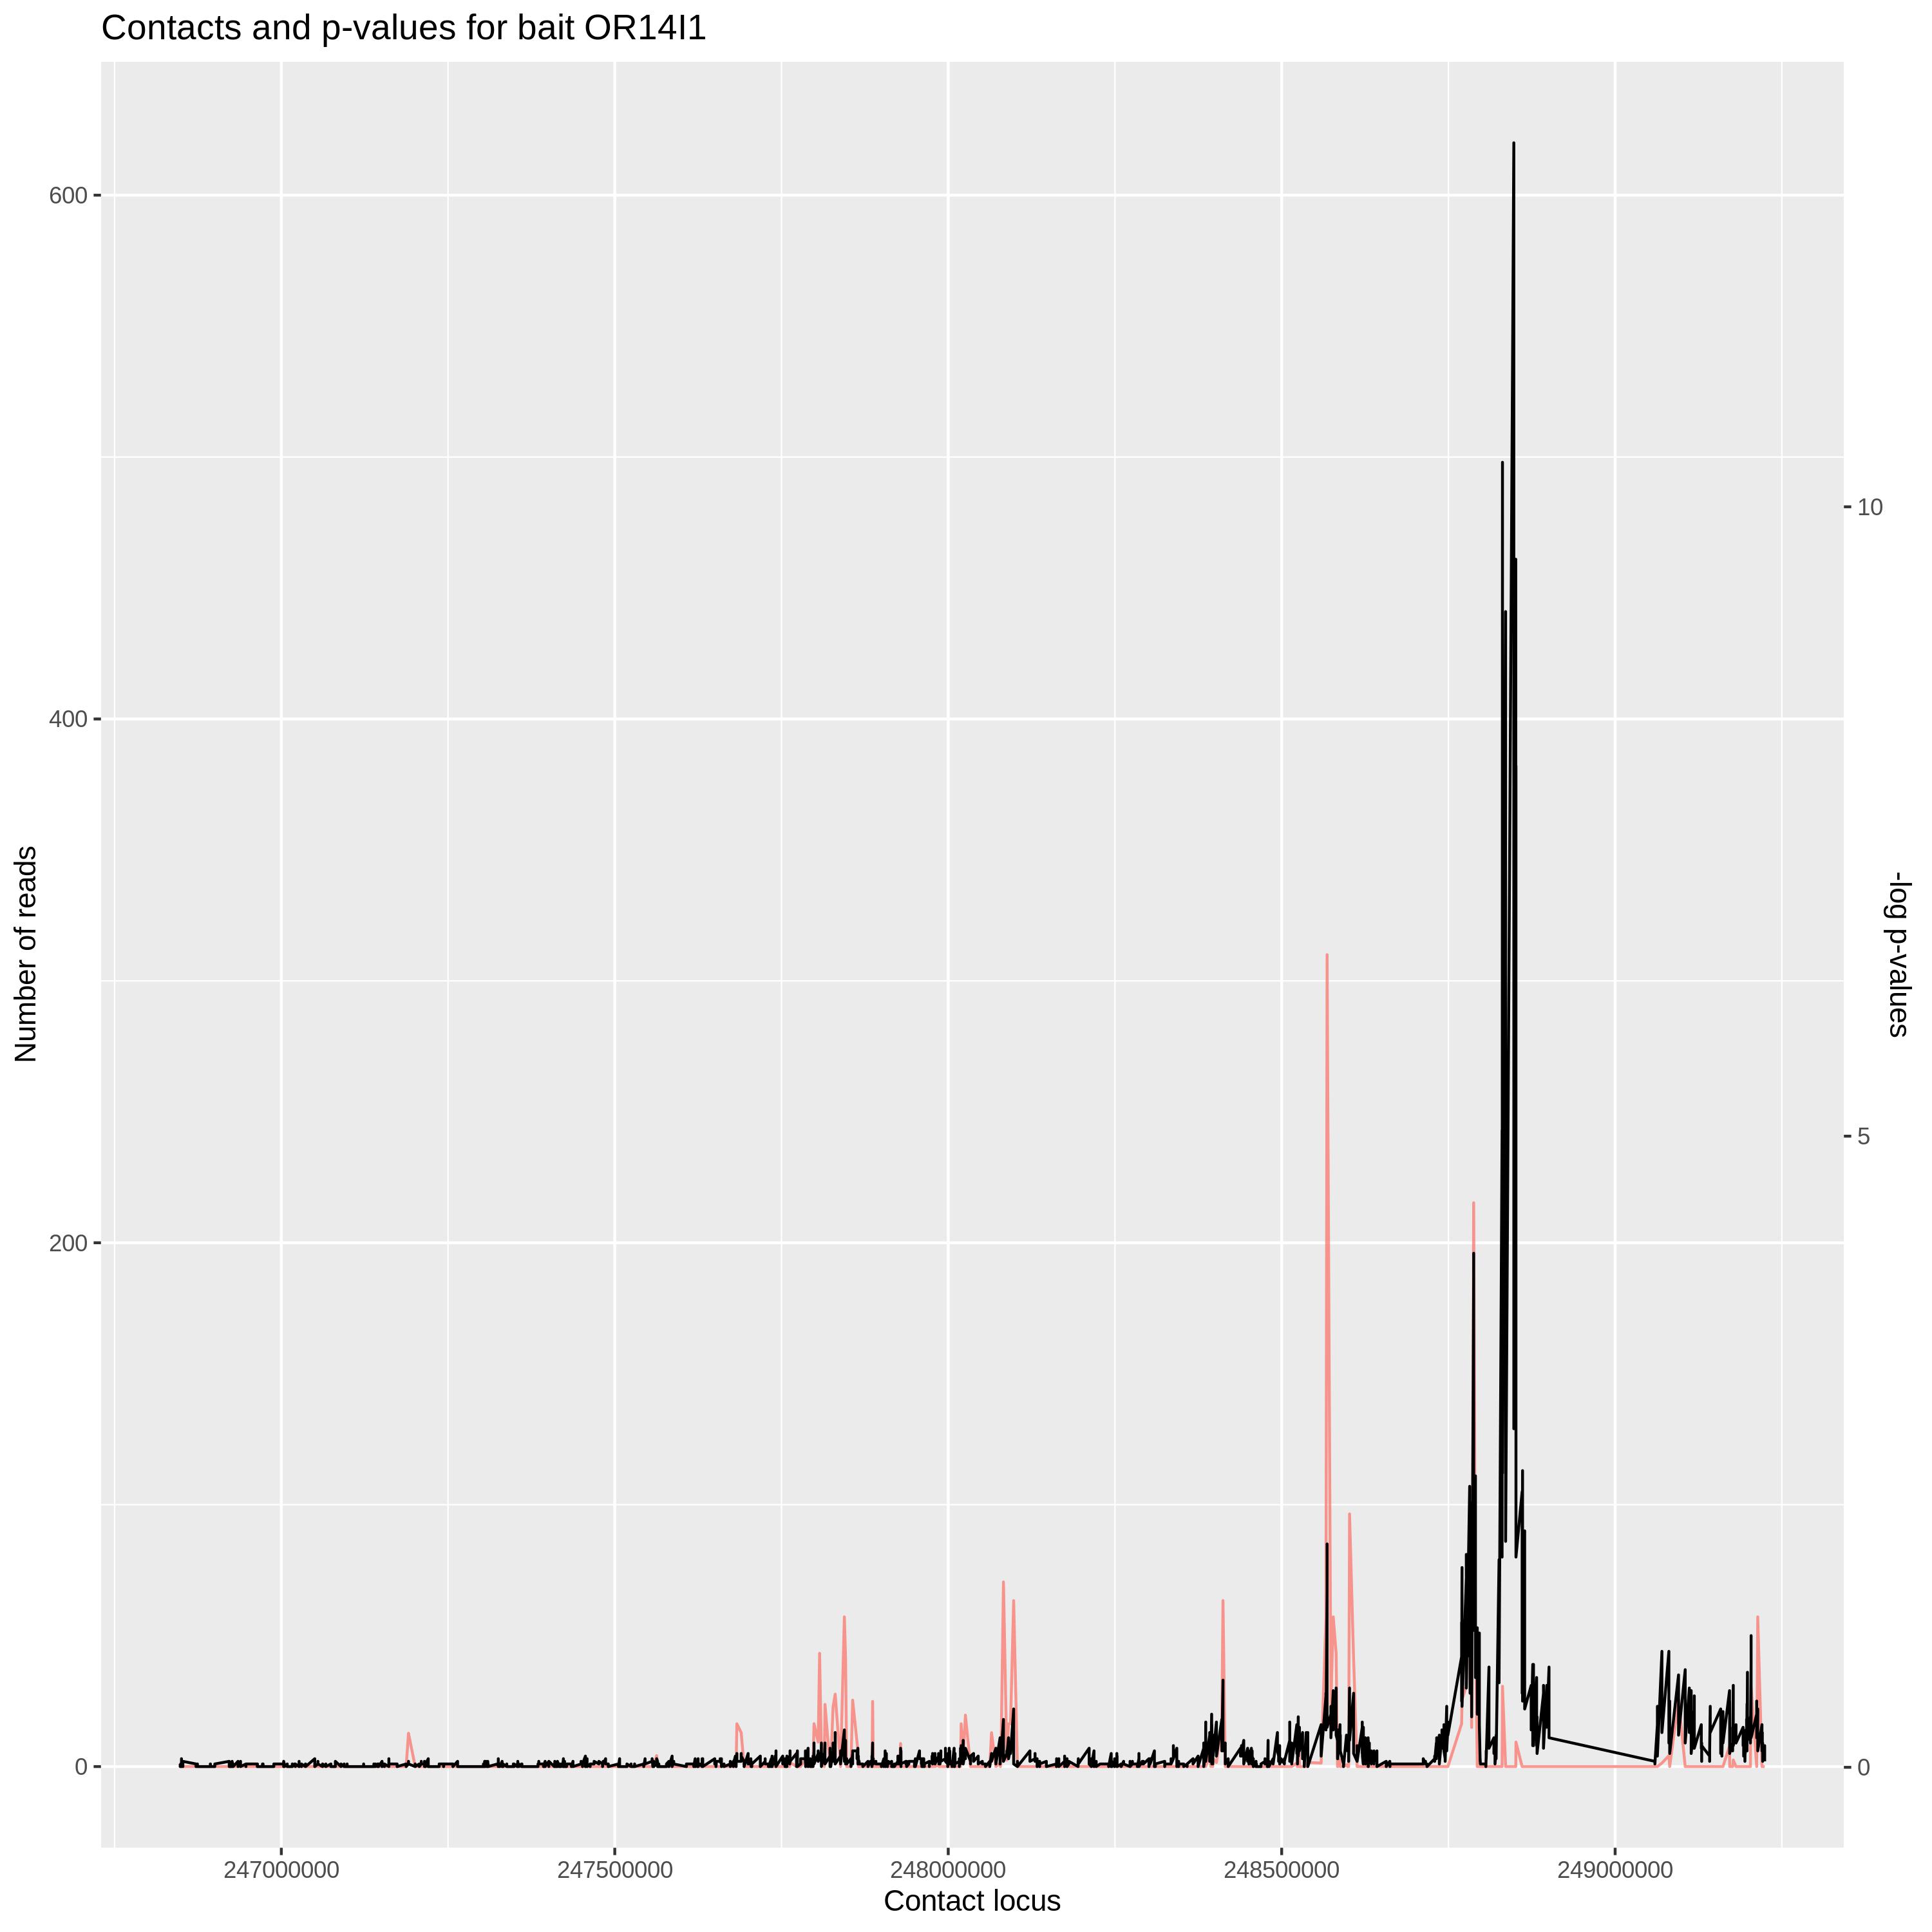 Contacts and p-values for bait OR14I1
600
400
200
0
Number of reads
10
5
0
-log p-values
247000000 247500000 248000000 248500000 249000000
Contact locus